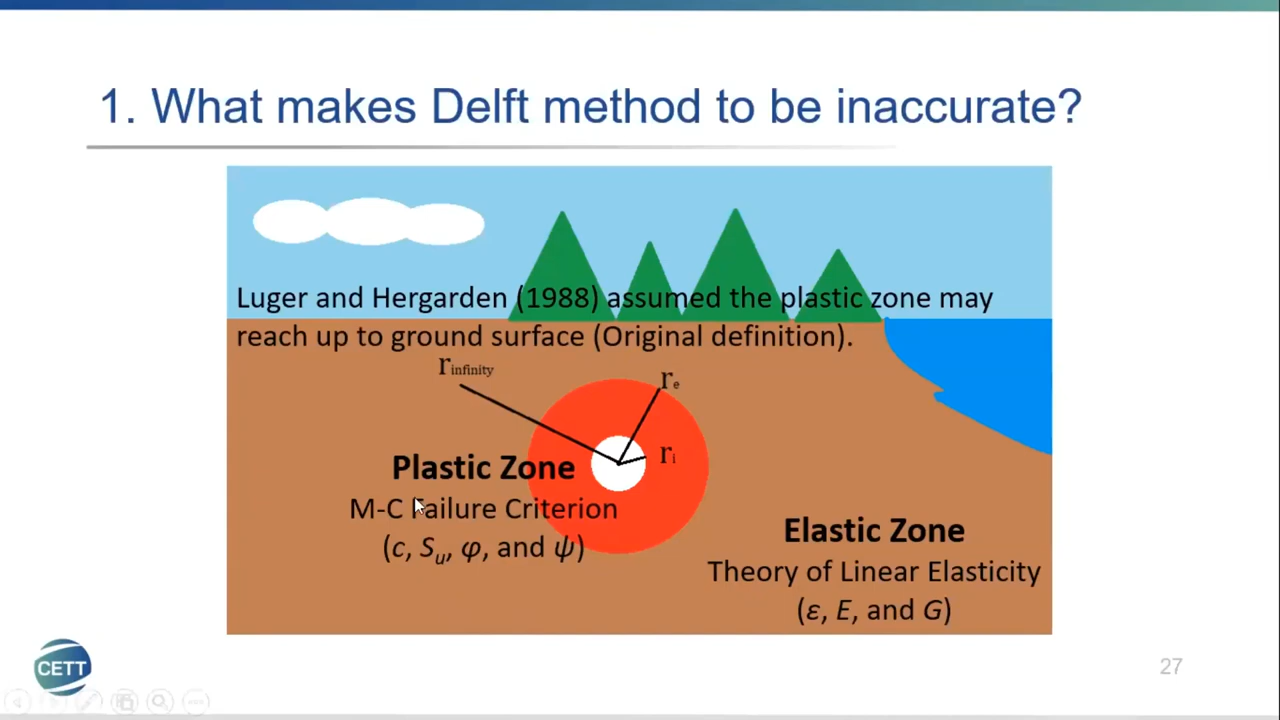 1. What makes Delft method to be inaccurate?
Luger and Hergarden (1988) assumed the plastic zone may
reach up to ground surface (Original definition).
r infinity
r e
r i
Plastic Zone
M-C Failure Criterion
(c, Su, φ, and ψ)
Elastic Zone
Theory of Linear Elasticity
(ε, E, and G)
CETT
27